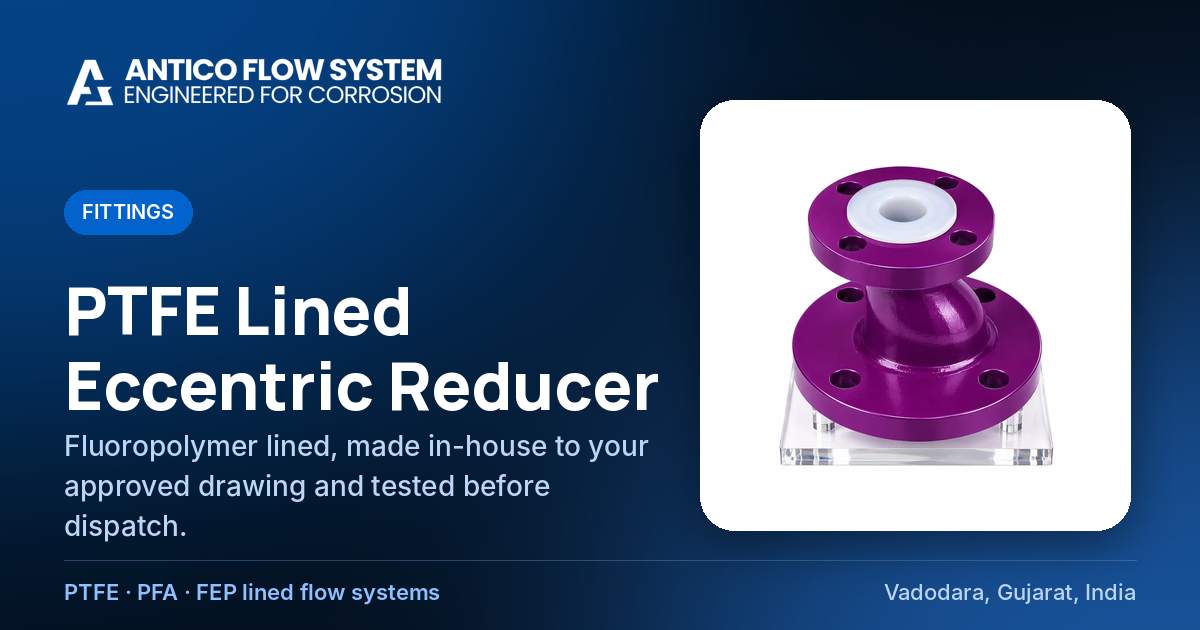 ANTICO FLOW SYSTEM
ENGINEERED FOR CORROSION
FITTINGS
PTFE Lined
Eccentric Reducer
Fluoropolymer lined, made in-house to your
approved drawing and tested before
dispatch.
PTFE · PFA · FEP lined flow systems
Vadodara, Gujarat, India